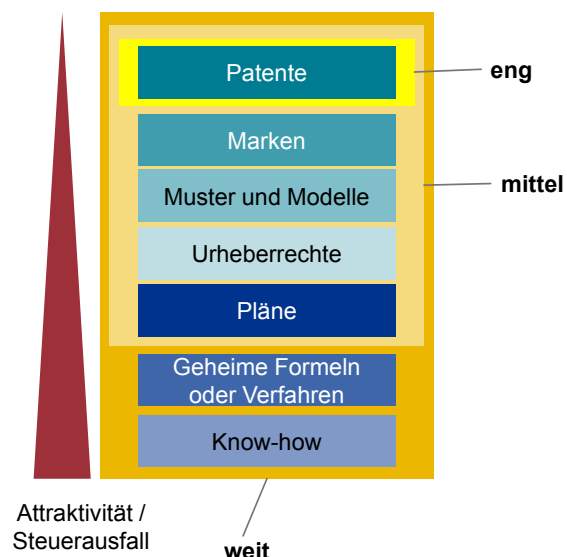 Patente
eng
Marken
Muster und Modelle
mittel
Urheberrechte
Pläne
Geheime Formeln
oder Verfahren
Know-how
Attraktivität /
Steuerausfall
weit